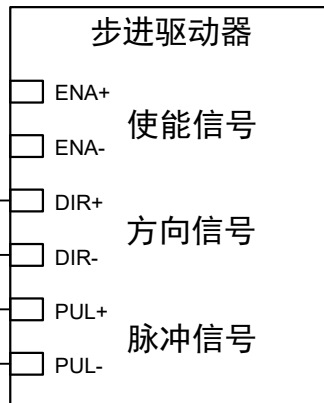 步进驱动器
ENA+
使能信号
ENA-
DIR+
方向信号
DIR-
PUL+
脉冲信号
PUL-